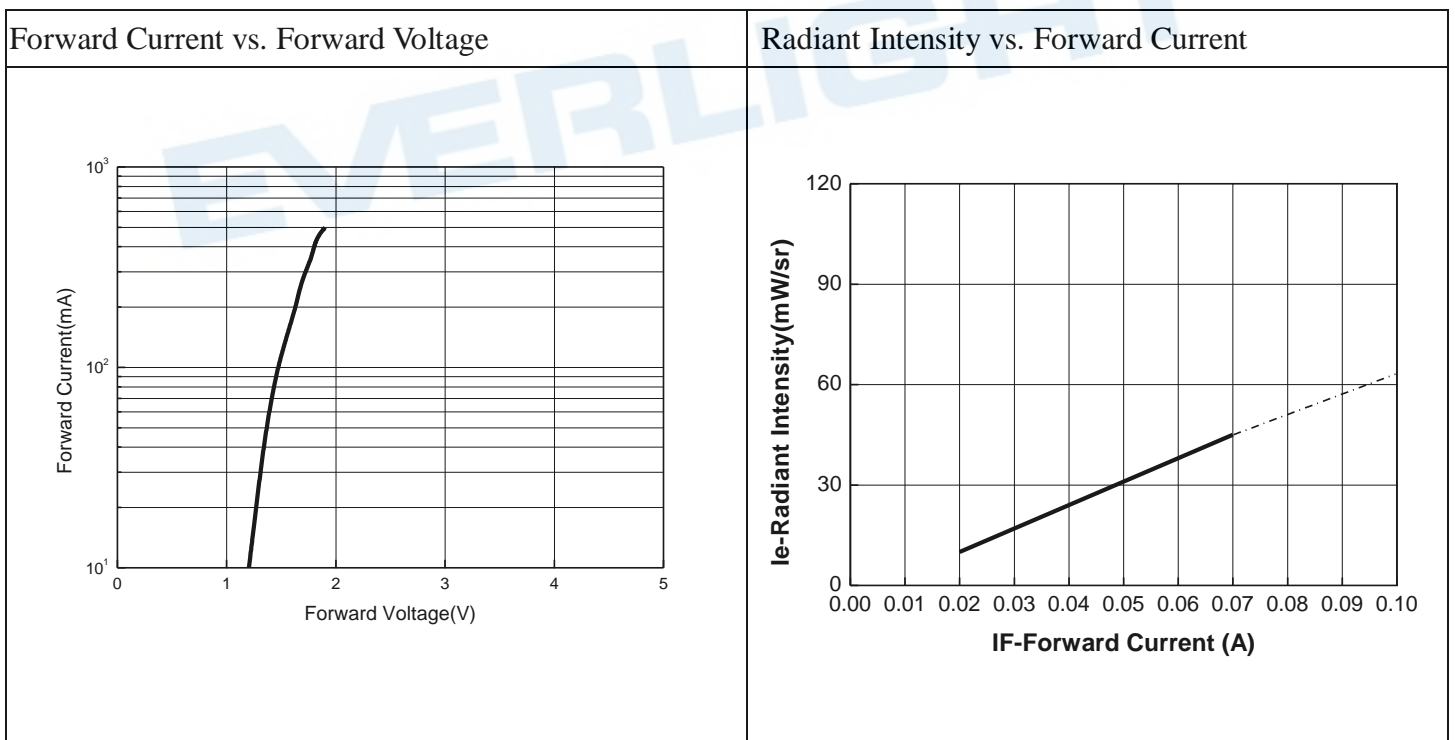 Forward Current vs. Forward Voltage
Radiant Intensity vs. Forward Current
EVERLIGHT
10³
10²
10¹
Forward Current(mA)
0 1 2 3 4 5
Forward Voltage(V)
120
90
60
30
0
Ie-Radiant Intensity(mW/sr)
0.00 0.01 0.02 0.03 0.04 0.05 0.06 0.07 0.08 0.09 0.10
IF-Forward Current (A)